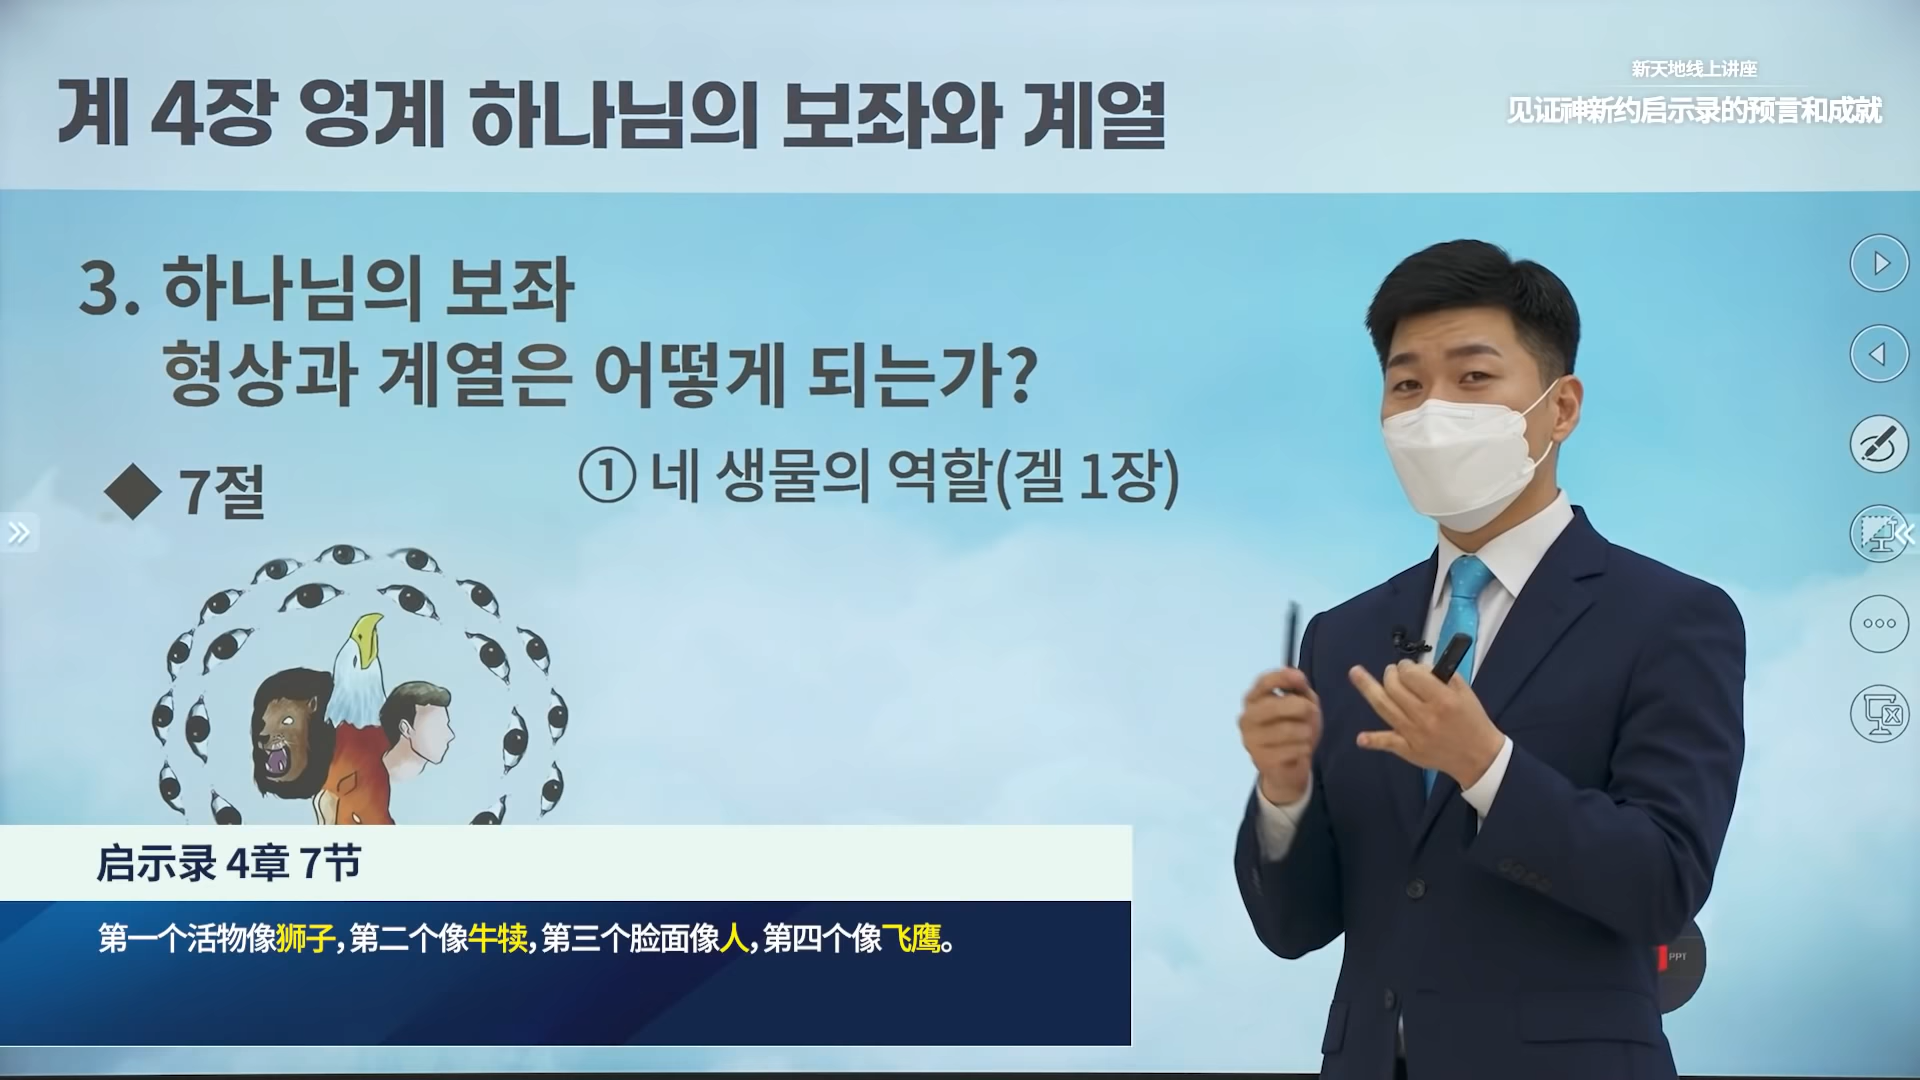 계 4장 영계 하나님의 보좌와 계열
新天地线上讲座
见证神新约启示录的预言和成就
3. 하나님의 보좌
형상과 계열은 어떻게 되는가?
◆ 7절
① 네 생물의 역할(겔 1장)
启示录 4章 7节
第一个活物像狮子，第二个像牛犊，第三个脸面像人，第四个像飞鹰。
PPT